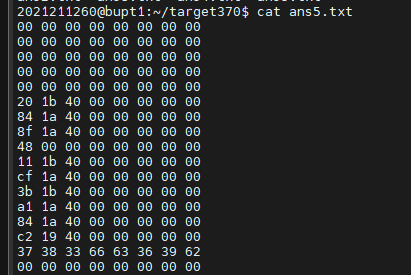 2021211260@bupt1:~/target370$ cat ans5.txt
00 00 00 00 00 00 00 00
00 00 00 00 00 00 00 00
00 00 00 00 00 00 00 00
00 00 00 00 00 00 00 00
00 00 00 00 00 00 00 00
20 1b 40 00 00 00 00 00
84 1a 40 00 00 00 00 00
8f 1a 40 00 00 00 00 00
48 00 00 00 00 00 00 00
11 1b 40 00 00 00 00 00
cf 1a 40 00 00 00 00 00
3b 1b 40 00 00 00 00 00
a1 1a 40 00 00 00 00 00
84 1a 40 00 00 00 00 00
c2 19 40 00 00 00 00 00
37 38 33 66 63 36 39 62
00 00 00 00 00 00 00 00